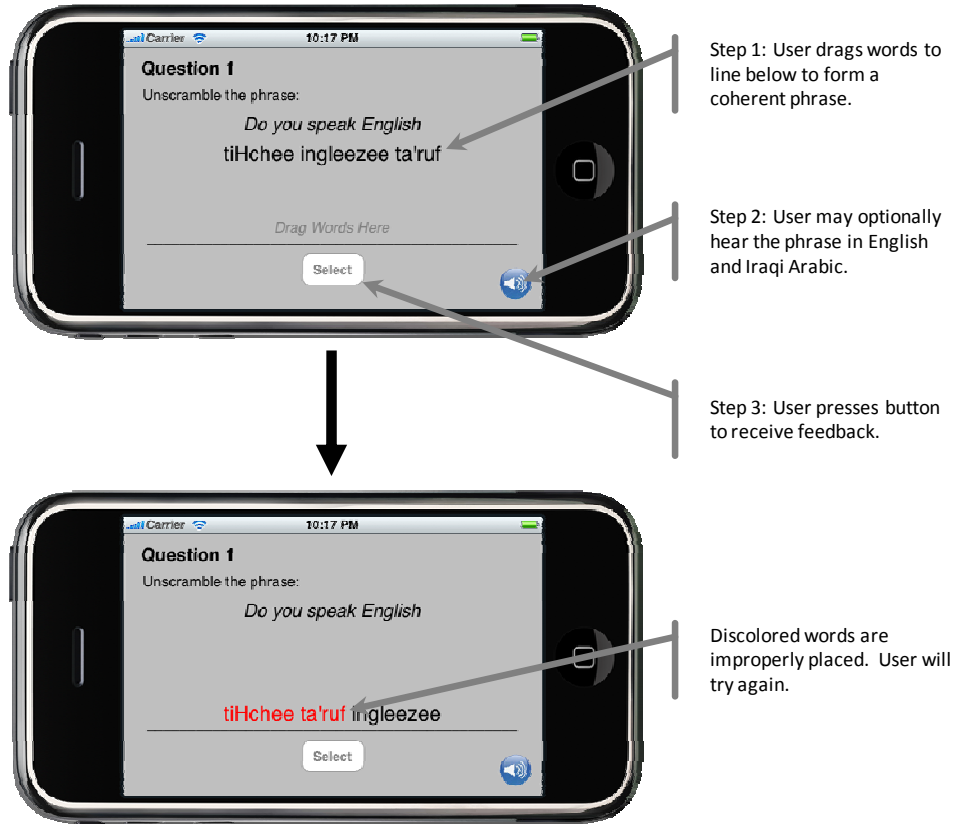 Carrier 10:17 PM
Question 1
Unscramble the phrase:
Do you speak English
tiHchee ingleezee ta'ruf
Drag Words Here
Select
Step 1: User drags words to
line below to form a
coherent phrase.
Step 2: User may optionally
hear the phrase in English
and Iraqi Arabic.
Step 3: User presses button
to receive feedback.
Carrier 10:17 PM
Question 1
Unscramble the phrase:
Do you speak English
tiHchee ta'ruf ingleezee
Select
Discolored words are
improperly placed. User will
try again.